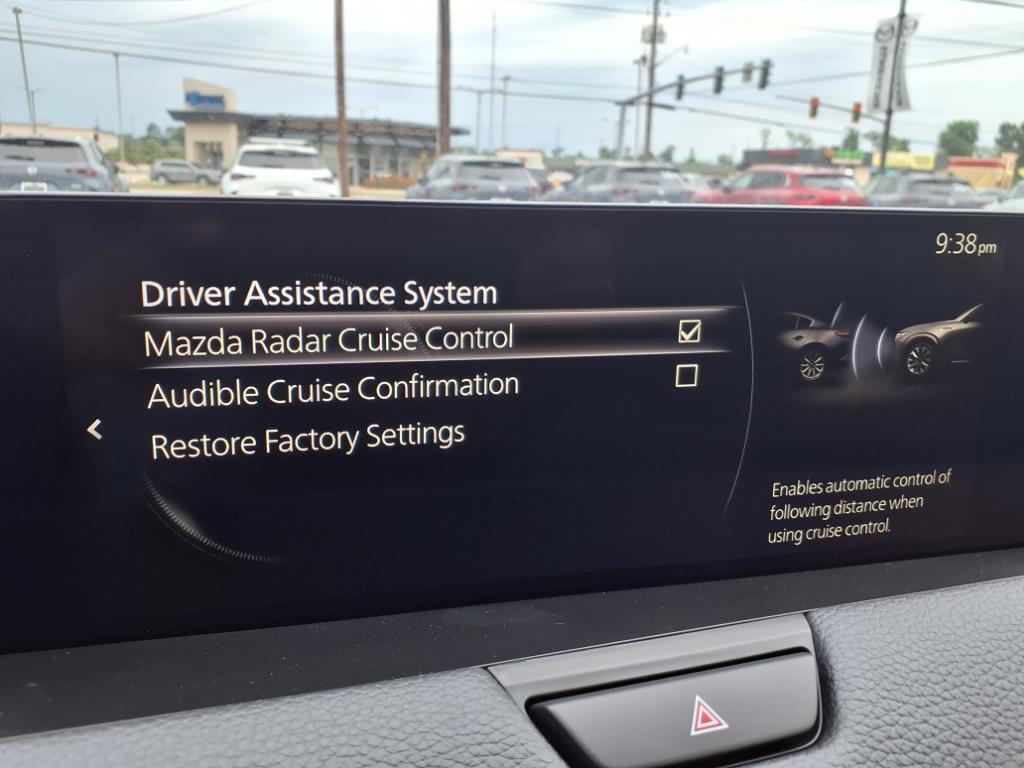 9:38pm
Driver Assistance System
Mazda Radar Cruise Control
Audible Cruise Confirmation
Restore Factory Settings
Enables automatic control of
following distance when
using cruise control.